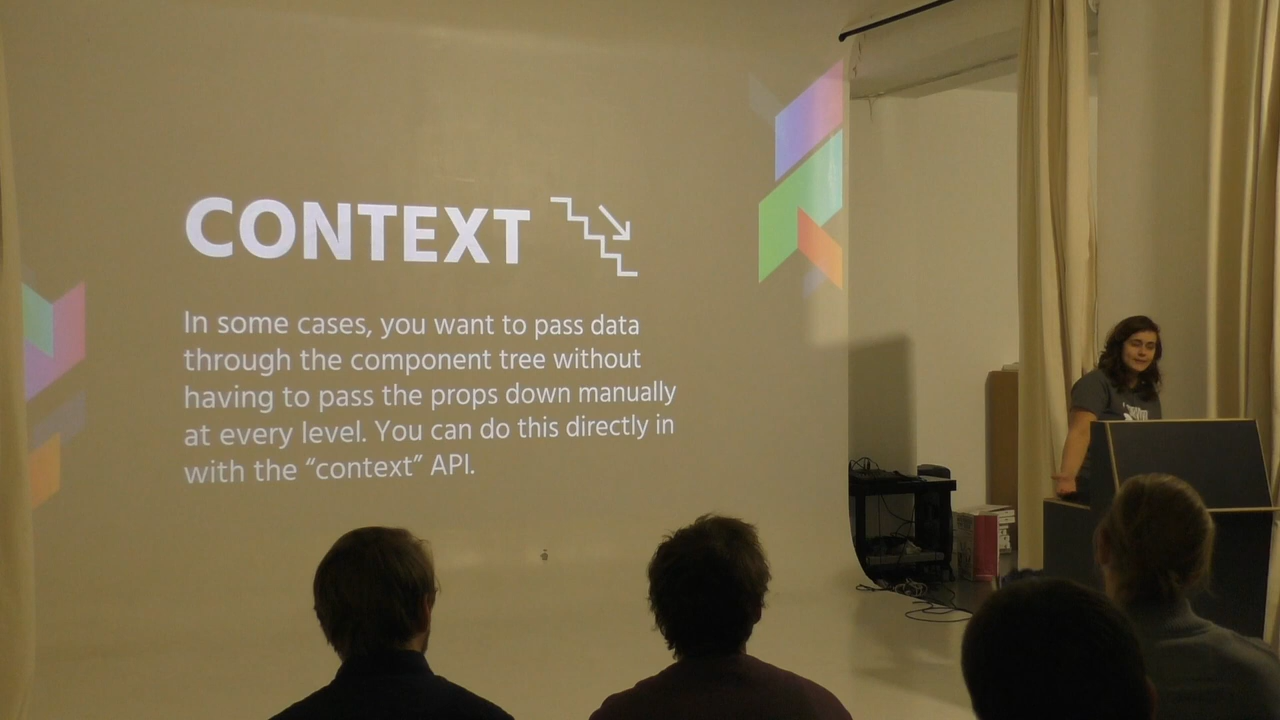 CONTEXT
In some cases, you want to pass data
through the component tree without
having to pass the props down manually
at every level. You can do this directly in
with the “context” API.